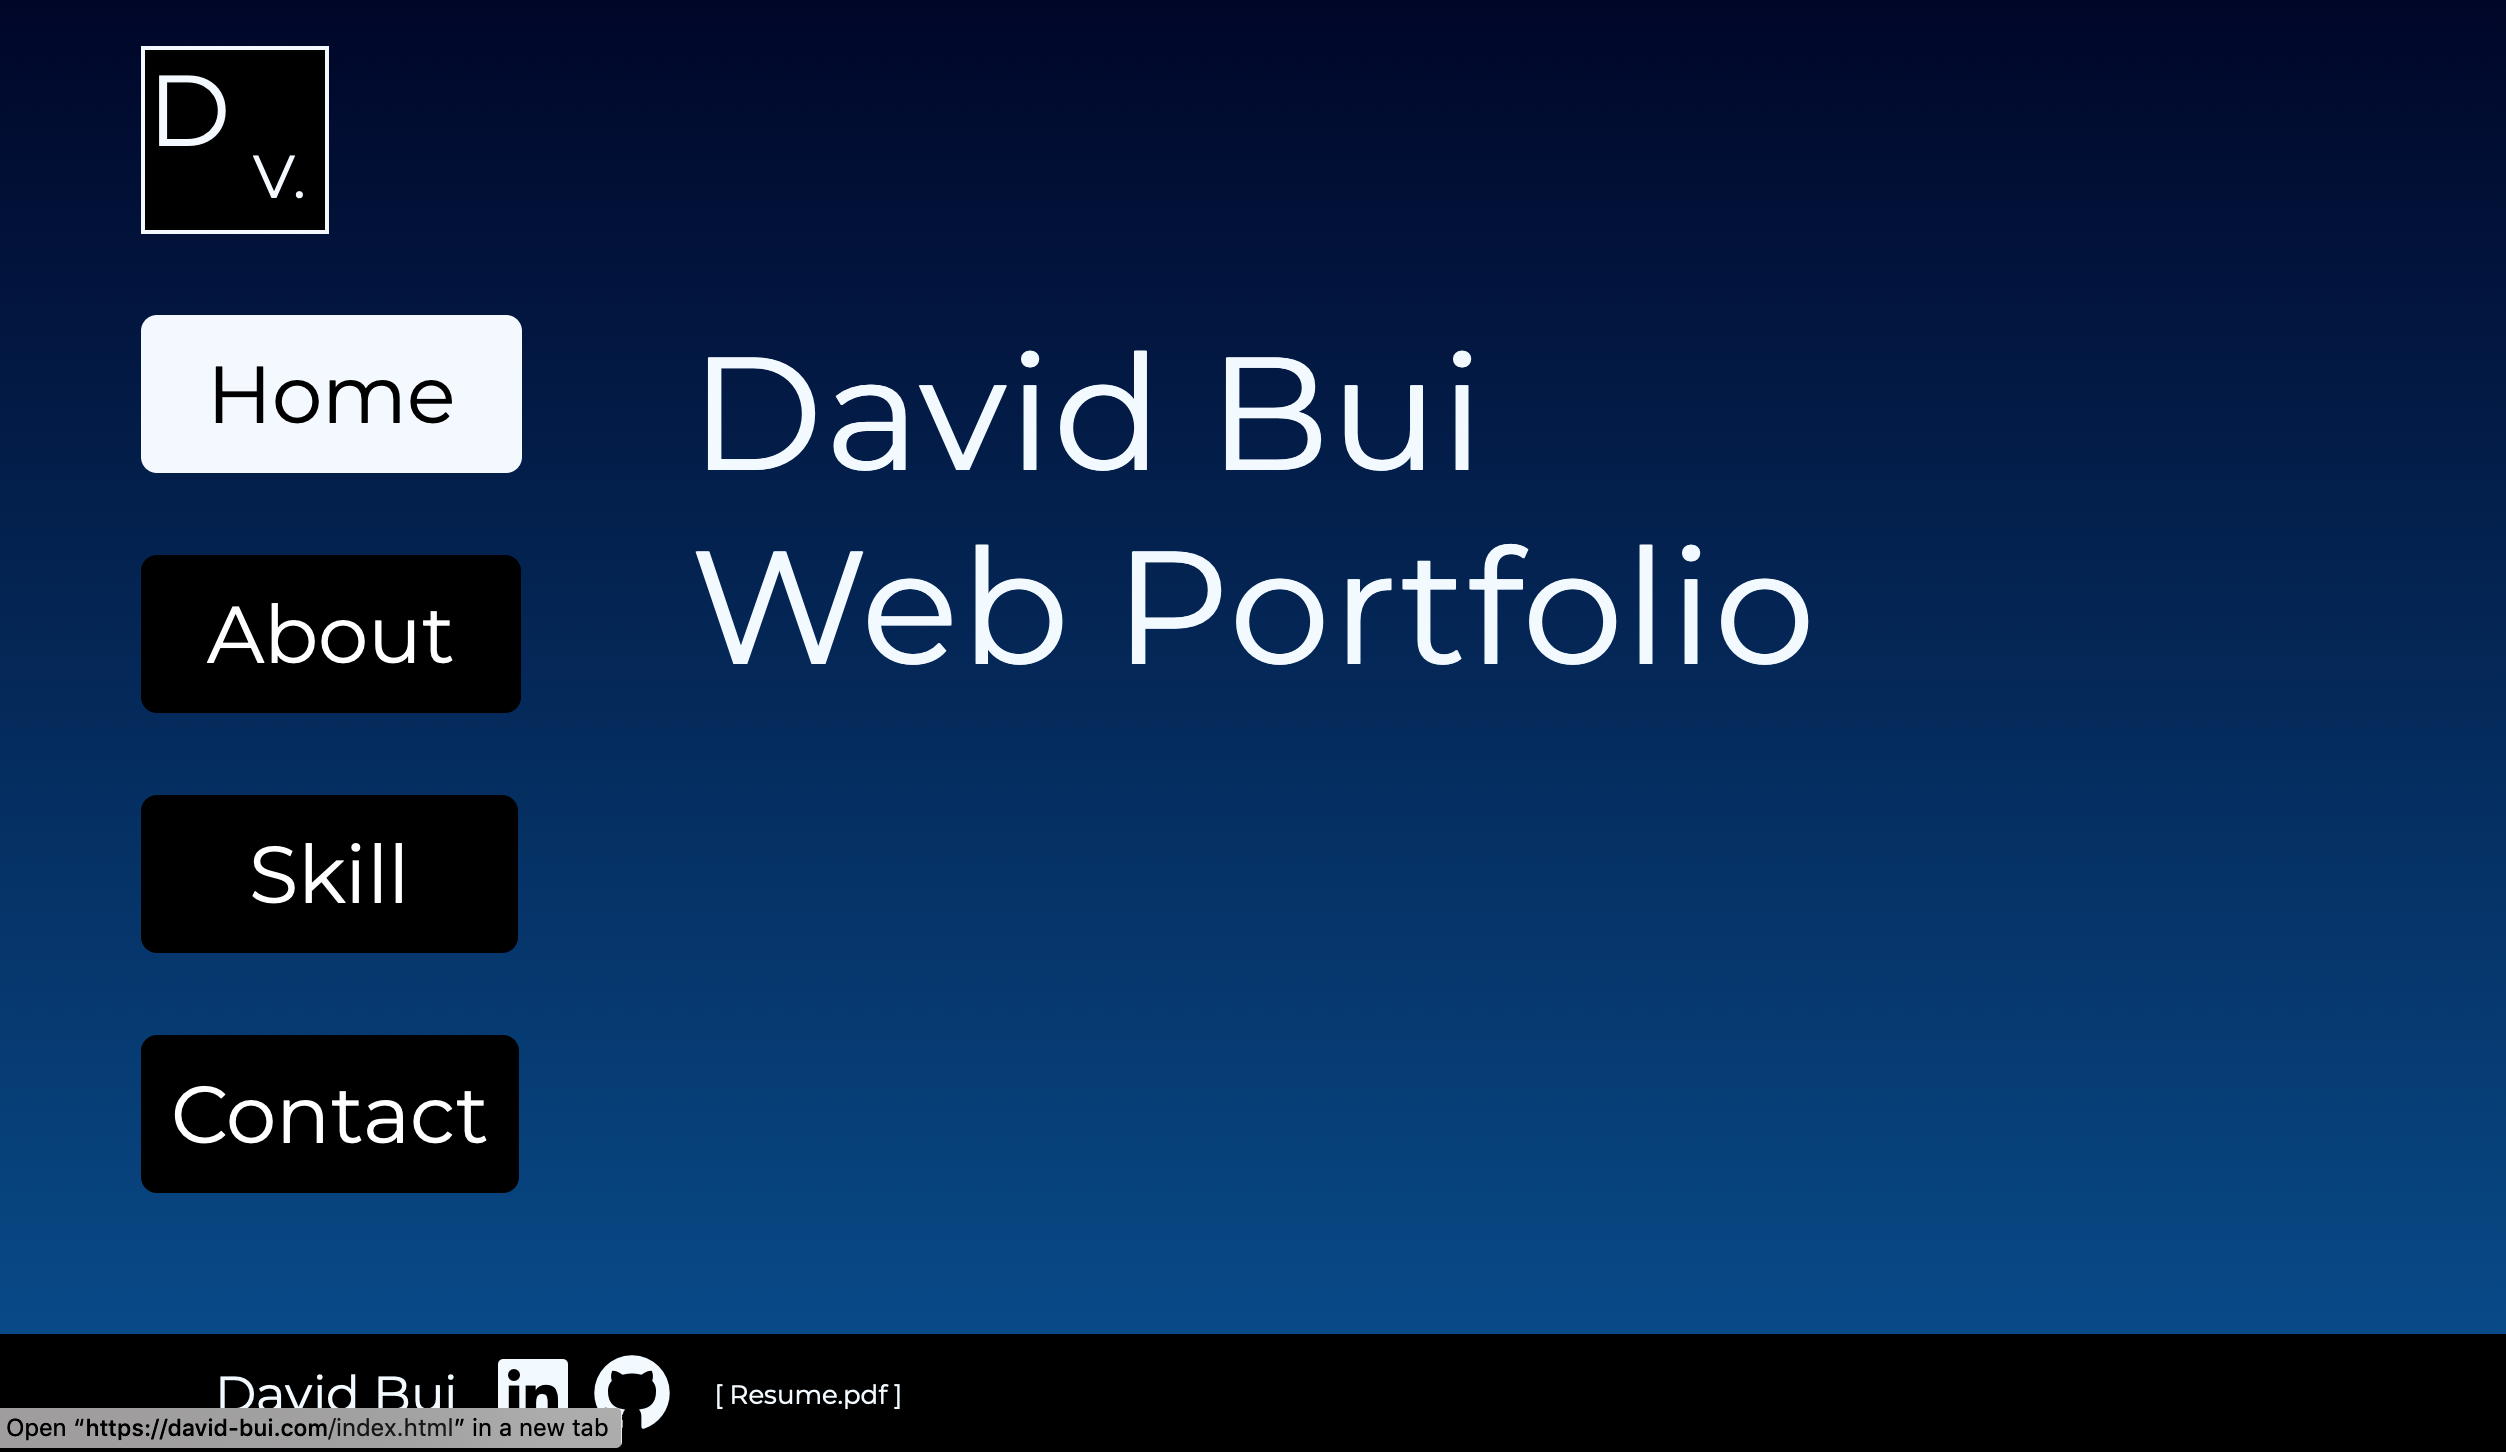 D
v.
Home
David Bui
Web Portfolio
About
Skill
Contact
David Bui
in
[ Resume.pdf ]
Open “https://david-bui.com/index.html” in a new tab